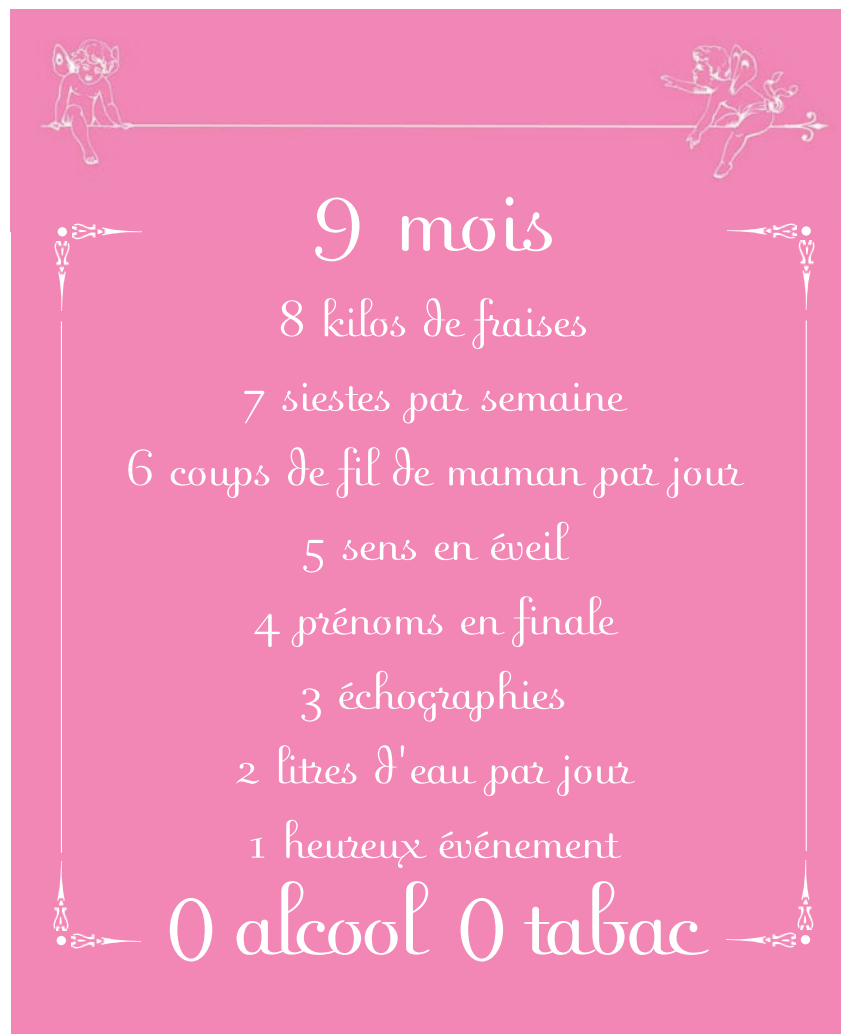 9 mois
8 kilos de fraises
7 siestes par semaine
6 coups de fil de maman par jour
5 sens en éveil
4 prénoms en finale
3 échographies
2 litres d'eau par jour
1 heureux événement
0 alcool 0 tabac